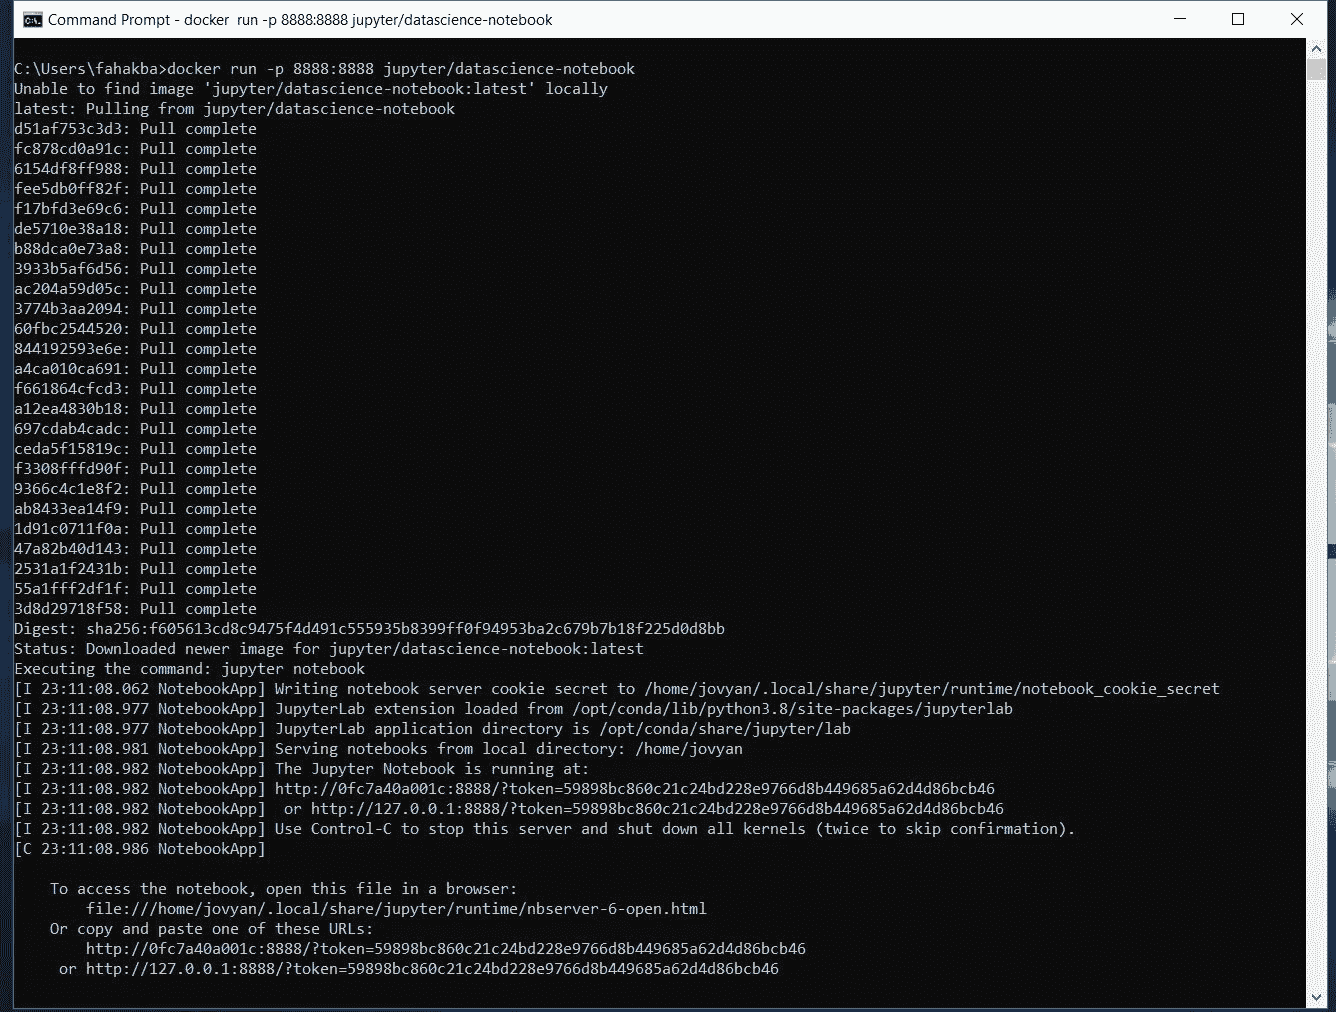 Command Prompt - docker  run -p 8888:8888 jupyter/datascience-notebook
C:\Users\fahakba>docker run -p 8888:8888 jupyter/datascience-notebook
Unable to find image 'jupyter/datascience-notebook:latest' locally
latest: Pulling from jupyter/datascience-notebook
d51af753c3d3: Pull complete
fc878cd0a91c: Pull complete
6154df8ff988: Pull complete
fee5db0ff82f: Pull complete
f17bfd3e69c6: Pull complete
de5710e38a18: Pull complete
b88dca0e73a8: Pull complete
3933b5af6d56: Pull complete
ac204a59d05c: Pull complete
3774b3aa2094: Pull complete
60fbc2544520: Pull complete
844192593e6e: Pull complete
a4ca010ca691: Pull complete
f661864cfcd3: Pull complete
a12ea4830b18: Pull complete
697cdab4cadc: Pull complete
ceda5f15819c: Pull complete
f3308fffd90f: Pull complete
9366c4c1e8f2: Pull complete
ab8433ea14f9: Pull complete
1d91c0711f0a: Pull complete
47a82b40d143: Pull complete
2531a1f2431b: Pull complete
55a1fff2df1f: Pull complete
3d8d29718f58: Pull complete
Digest: sha256:f605613cd8c9475f4d491c555935b8399ff0f94953ba2c679b7b18f225d0d8bb
Status: Downloaded newer image for jupyter/datascience-notebook:latest
Executing the command: jupyter notebook
[I 23:11:08.062 NotebookApp] Writing notebook server cookie secret to /home/jovyan/.local/share/jupyter/runtime/notebook_cookie_secret
[I 23:11:08.977 NotebookApp] JupyterLab extension loaded from /opt/conda/lib/python3.8/site-packages/jupyterlab
[I 23:11:08.977 NotebookApp] JupyterLab application directory is /opt/conda/share/jupyter/lab
[I 23:11:08.981 NotebookApp] Serving notebooks from local directory: /home/jovyan
[I 23:11:08.982 NotebookApp] The Jupyter Notebook is running at:
[I 23:11:08.982 NotebookApp] http://0fc7a40a001c:8888/?token=59898bc860c21c24bd228e9766d8b449685a62d4d86bcb46
[I 23:11:08.982 NotebookApp]  or http://127.0.0.1:8888/?token=59898bc860c21c24bd228e9766d8b449685a62d4d86bcb46
[I 23:11:08.982 NotebookApp] Use Control-C to stop this server and shut down all kernels (twice to skip confirmation).
[C 23:11:08.986 NotebookApp]
To access the notebook, open this file in a browser:
file:///home/jovyan/.local/share/jupyter/runtime/nbserver-6-open.html
Or copy and paste one of these URLs:
http://0fc7a40a001c:8888/?token=59898bc860c21c24bd228e9766d8b449685a62d4d86bcb46
or http://127.0.0.1:8888/?token=59898bc860c21c24bd228e9766d8b449685a62d4d86bcb46